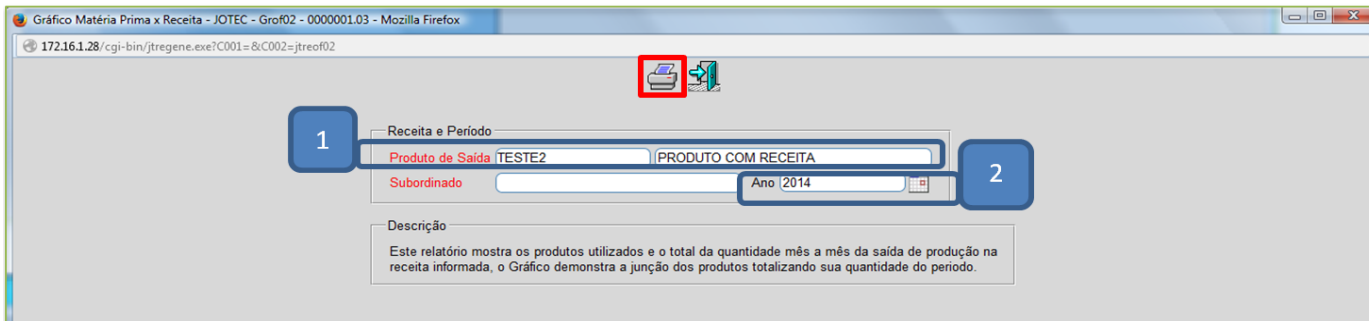 Gráfico Matéria Prima x Receita - JOTEC - Grof02 - 0000001.03 - Mozilla Firefox
172.16.1.28/cgi-bin/jtregene.exe?C001=&C002=jtreof02
1
Receita e Período
Produto de Saída TESTE2 PRODUTO COM RECEITA
Subordinado Ano 2014
2
Descrição
Este relatório mostra os produtos utilizados e o total da quantidade mês a mês da saída de produção na
receita informada, o Gráfico demonstra a junção dos produtos totalizando sua quantidade do periodo.